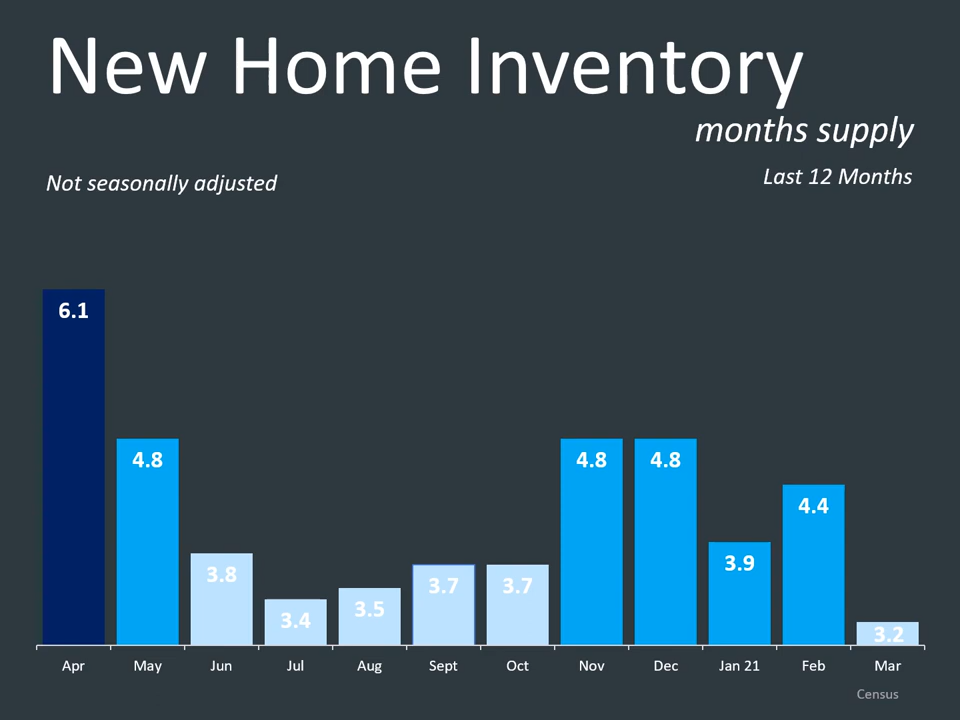 New Home Inventory
months supply
Not seasonally adjusted
Last 12 Months
6.1
4.8
3.8
3.4
3.5
3.7
3.7
4.8
4.8
3.9
4.4
3.2
Apr May Jun Jul Aug Sept Oct Nov Dec Jan 21 Feb Mar
Census